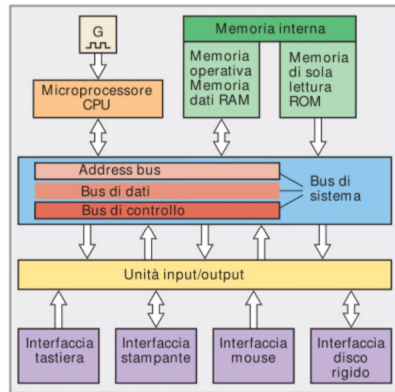 G
Memoria interna
Microprocessore
CPU
Memoria
operativa
Memoria
dati RAM
Memoria
di sola
lettura
ROM
Address bus
Bus di dati
Bus di controllo
Bus di
sistema
Unità input/output
Interfaccia
tastiera
Interfaccia
stampante
Interfaccia
mouse
Interfaccia
disco
rigido